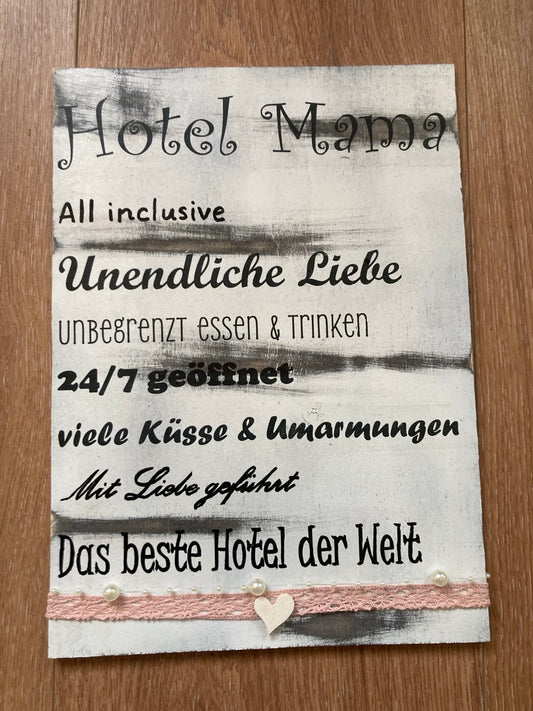 Hotel Mama
All inclusive
Unendliche Liebe
Unbegrenzt essen & Trinken
24/7 geöffnet
viele Küsse & Umarmungen
Mit Liebe geführt
Das beste Hotel der Welt